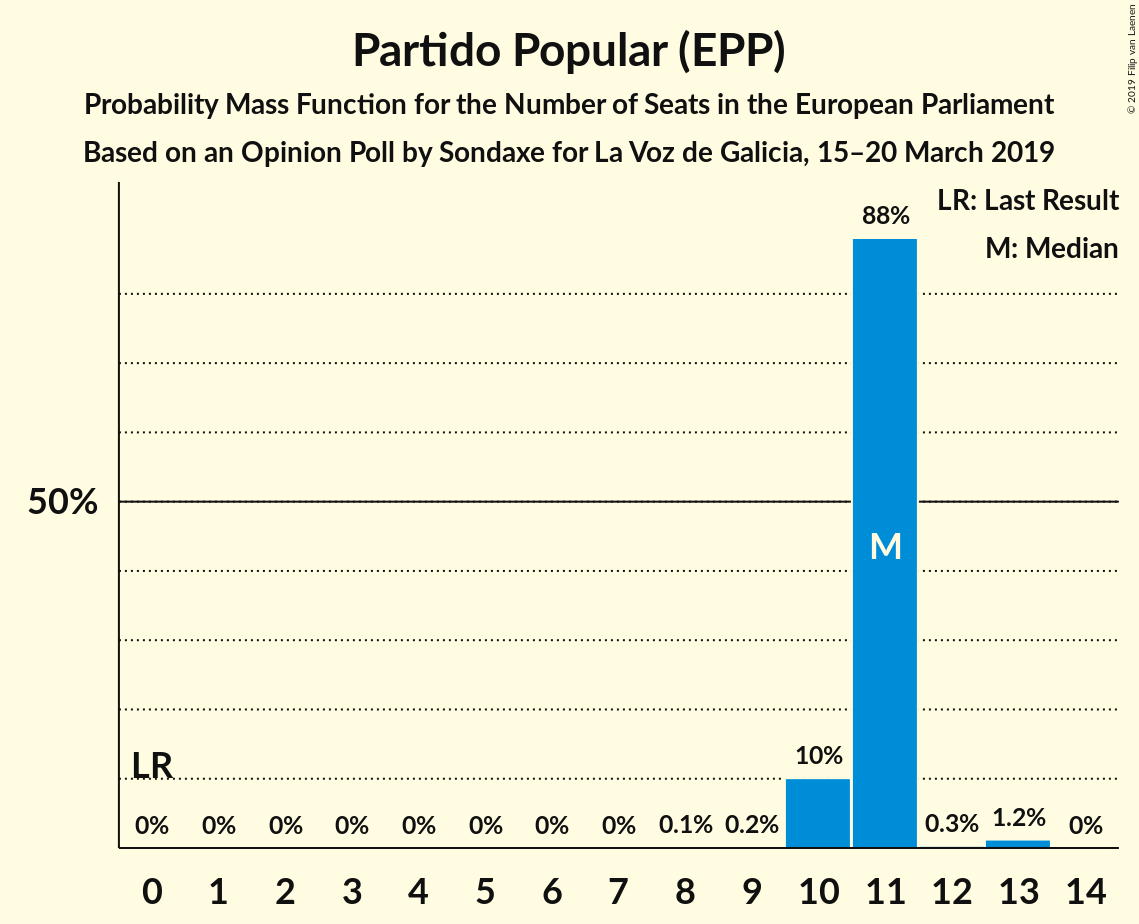 Partido Popular (EPP)
Probability Mass Function for the Number of Seats in the European Parliament
Based on an Opinion Poll by Sondaxe for La Voz de Galicia, 15–20 March 2019
© 2019 Filip van Laenen
LR: Last Result
M: Median
88%
50%
M
LR
10%
0% 0% 0% 0% 0% 0% 0% 0% 0.1% 0.2% 0.3% 1.2% 0%
0 1 2 3 4 5 6 7 8 9 10 11 12 13 14